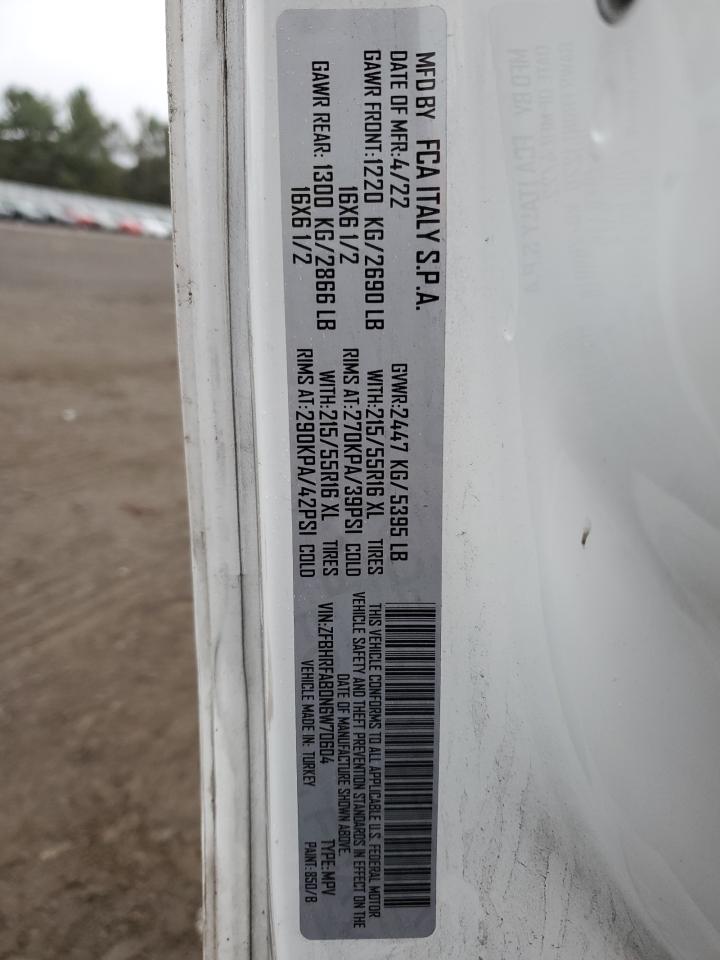 MFD BY FCA ITALY S.P.A.
DATE OF MFR:4/22 GVWR:2447 KG/5395 LB
GAWR FRONT:1220 KG/2690 LB WITH:215/55R16 XL TIRES
16X6 1/2 RIMS AT:270KPA/39PSI COLD
GAWR REAR: 1300 KG/2866 LB WITH:215/55R16 XL TIRES
16X6 1/2 RIMS AT:290KPA/42PSI COLD
THIS VEHICLE CONFORMS TO ALL APPLICABLE U.S. FEDERAL MOTOR
VEHICLE SAFETY AND THEFT PREVENTION STANDARDS IN EFFECT ON THE
DATE OF MANUFACTURE SHOWN ABOVE.
VIN:ZFBHRFAB0N6W70604 TYPE:MPV
VEHICLE MADE IN: TURKEY PAINT: 850/B